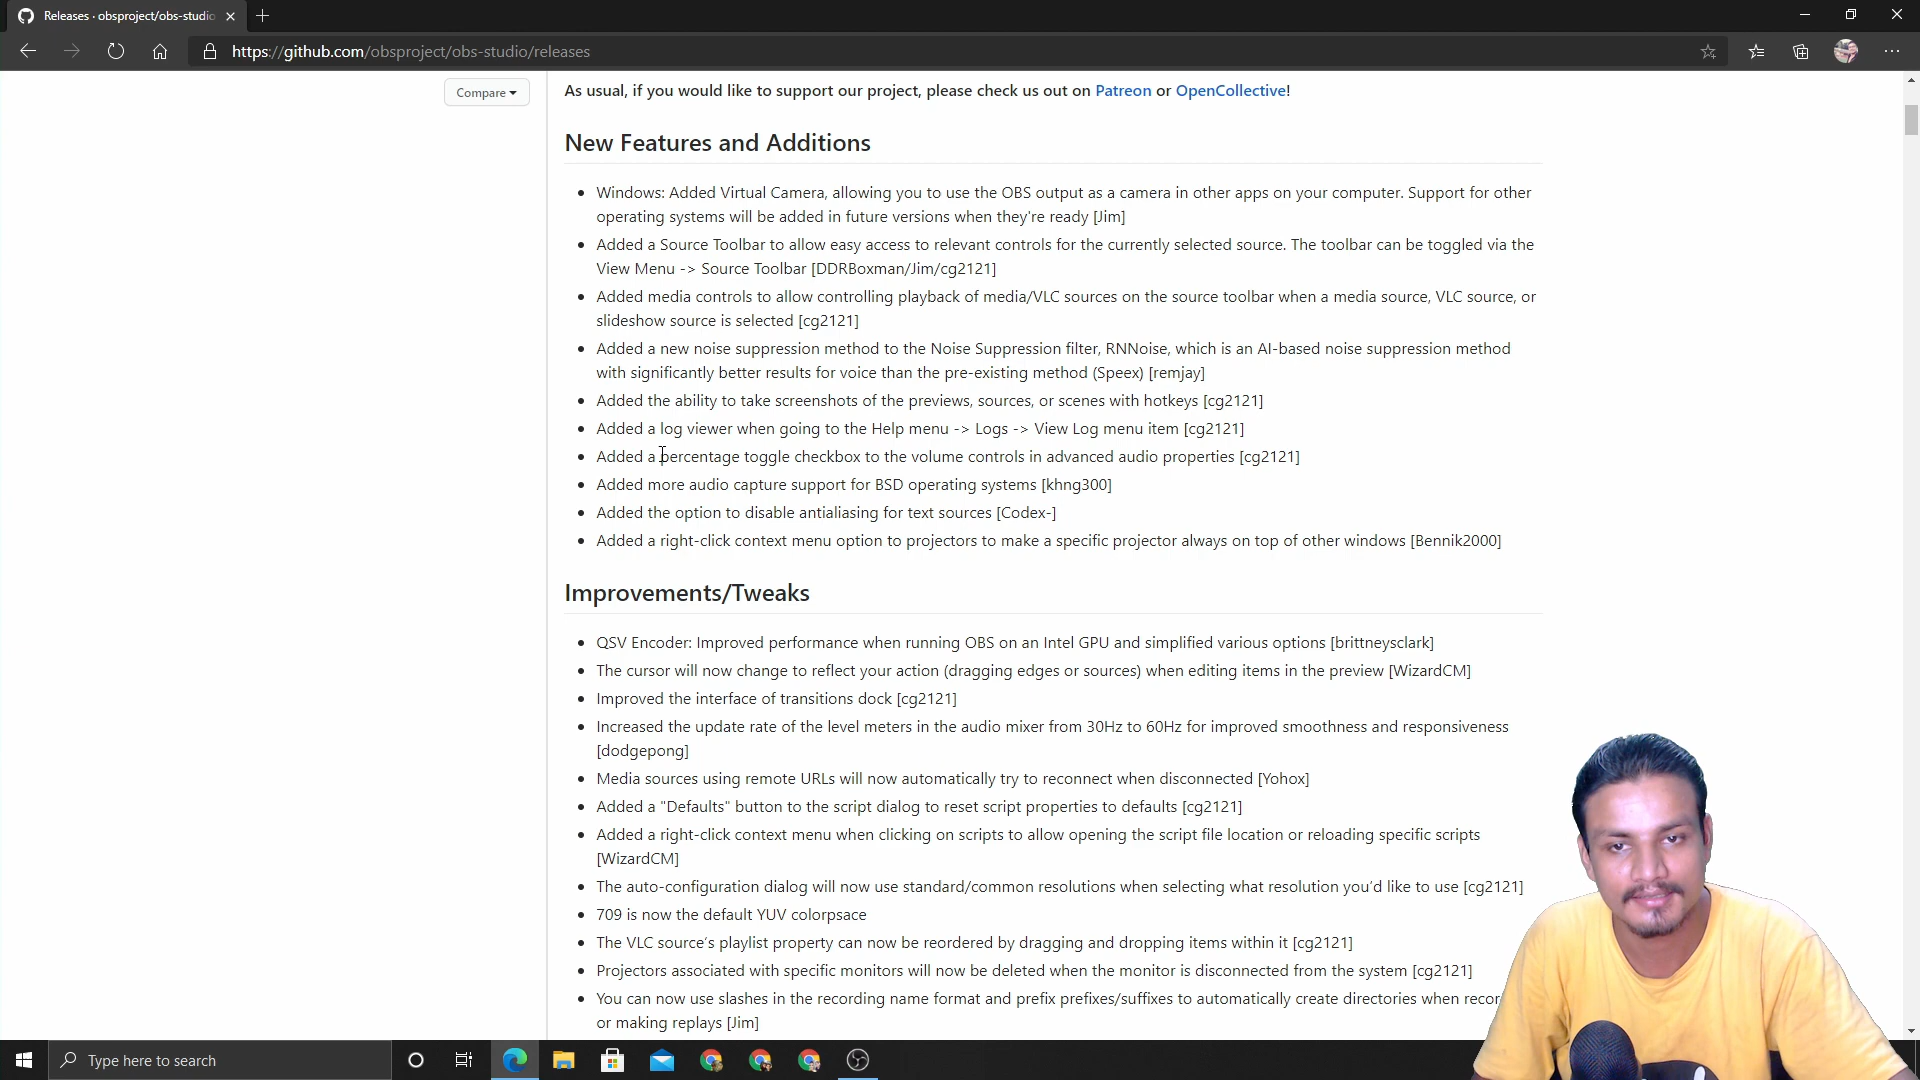 Releases · obsproject/obs-studio
https://github.com/obsproject/obs-studio/releases
Compare
As usual, if you would like to support our project, please check us out on Patreon or OpenCollective!
New Features and Additions
Windows: Added Virtual Camera, allowing you to use the OBS output as a camera in other apps on your computer. Support for other
operating systems will be added in future versions when they're ready [Jim]
Added a Source Toolbar to allow easy access to relevant controls for the currently selected source. The toolbar can be toggled via the
View Menu -> Source Toolbar [DDRBoxman/Jim/cg2121]
Added media controls to allow controlling playback of media/VLC sources on the source toolbar when a media source, VLC source, or
slideshow source is selected [cg2121]
Added a new noise suppression method to the Noise Suppression filter, RNNoise, which is an AI-based noise suppression method
with significantly better results for voice than the pre-existing method (Speex) [remjay]
Added the ability to take screenshots of the previews, sources, or scenes with hotkeys [cg2121]
Added a log viewer when going to the Help menu -> Logs -> View Log menu item [cg2121]
Added a percentage toggle checkbox to the volume controls in advanced audio properties [cg2121]
Added more audio capture support for BSD operating systems [khng300]
Added the option to disable antialiasing for text sources [Codex-]
Added a right-click context menu option to projectors to make a specific projector always on top of other windows [Bennik2000]
Improvements/Tweaks
QSV Encoder: Improved performance when running OBS on an Intel GPU and simplified various options [brittneysclark]
The cursor will now change to reflect your action (dragging edges or sources) when editing items in the preview [WizardCM]
Improved the interface of transitions dock [cg2121]
Increased the update rate of the level meters in the audio mixer from 30Hz to 60Hz for improved smoothness and responsiveness
[dodgepong]
Media sources using remote URLs will now automatically try to reconnect when disconnected [Yohox]
Added a "Defaults" button to the script dialog to reset script properties to defaults [cg2121]
Added a right-click context menu when clicking on scripts to allow opening the script file location or reloading specific scripts
[WizardCM]
The auto-configuration dialog will now use standard/common resolutions when selecting what resolution you'd like to use [cg2121]
709 is now the default YUV colorpsace
The VLC source's playlist property can now be reordered by dragging and dropping items within it [cg2121]
Projectors associated with specific monitors will now be deleted when the monitor is disconnected from the system [cg2121]
You can now use slashes in the recording name format and prefix prefixes/suffixes to automatically create directories when recor
or making replays [Jim]
Type here to search